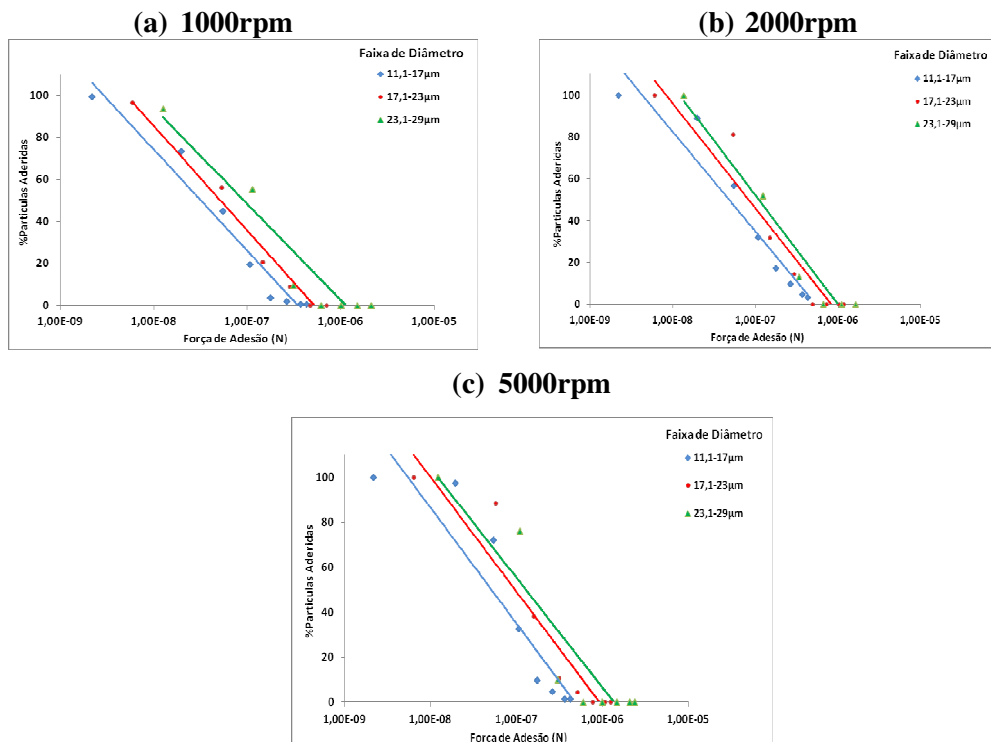 (a) 1000rpm
Faixa de Diâmetro
11,1-17µm
17,1-23µm
23,1-29µm
%Particulas Aderidas
100
80
60
40
20
0
1,00E-09 1,00E-08 1,00E-07 1,00E-06 1,00E-05
Força de Adesão (N)
(b) 2000rpm
Faixa de Diâmetro
11,1-17µm
17,1-23µm
23,1-29µm
%Particulas Aderidas
100
80
60
40
20
0
1,00E-09 1,00E-08 1,00E-07 1,00E-06 1,00E-05
Força de Adesão (N)
(c) 5000rpm
Faixa de Diâmetro
11,1-17µm
17,1-23µm
23,1-29µm
%Particulas Aderidas
100
80
60
40
20
0
1,00E-09 1,00E-08 1,00E-07 1,00E-06 1,00E-05
Força de Adesão (N)